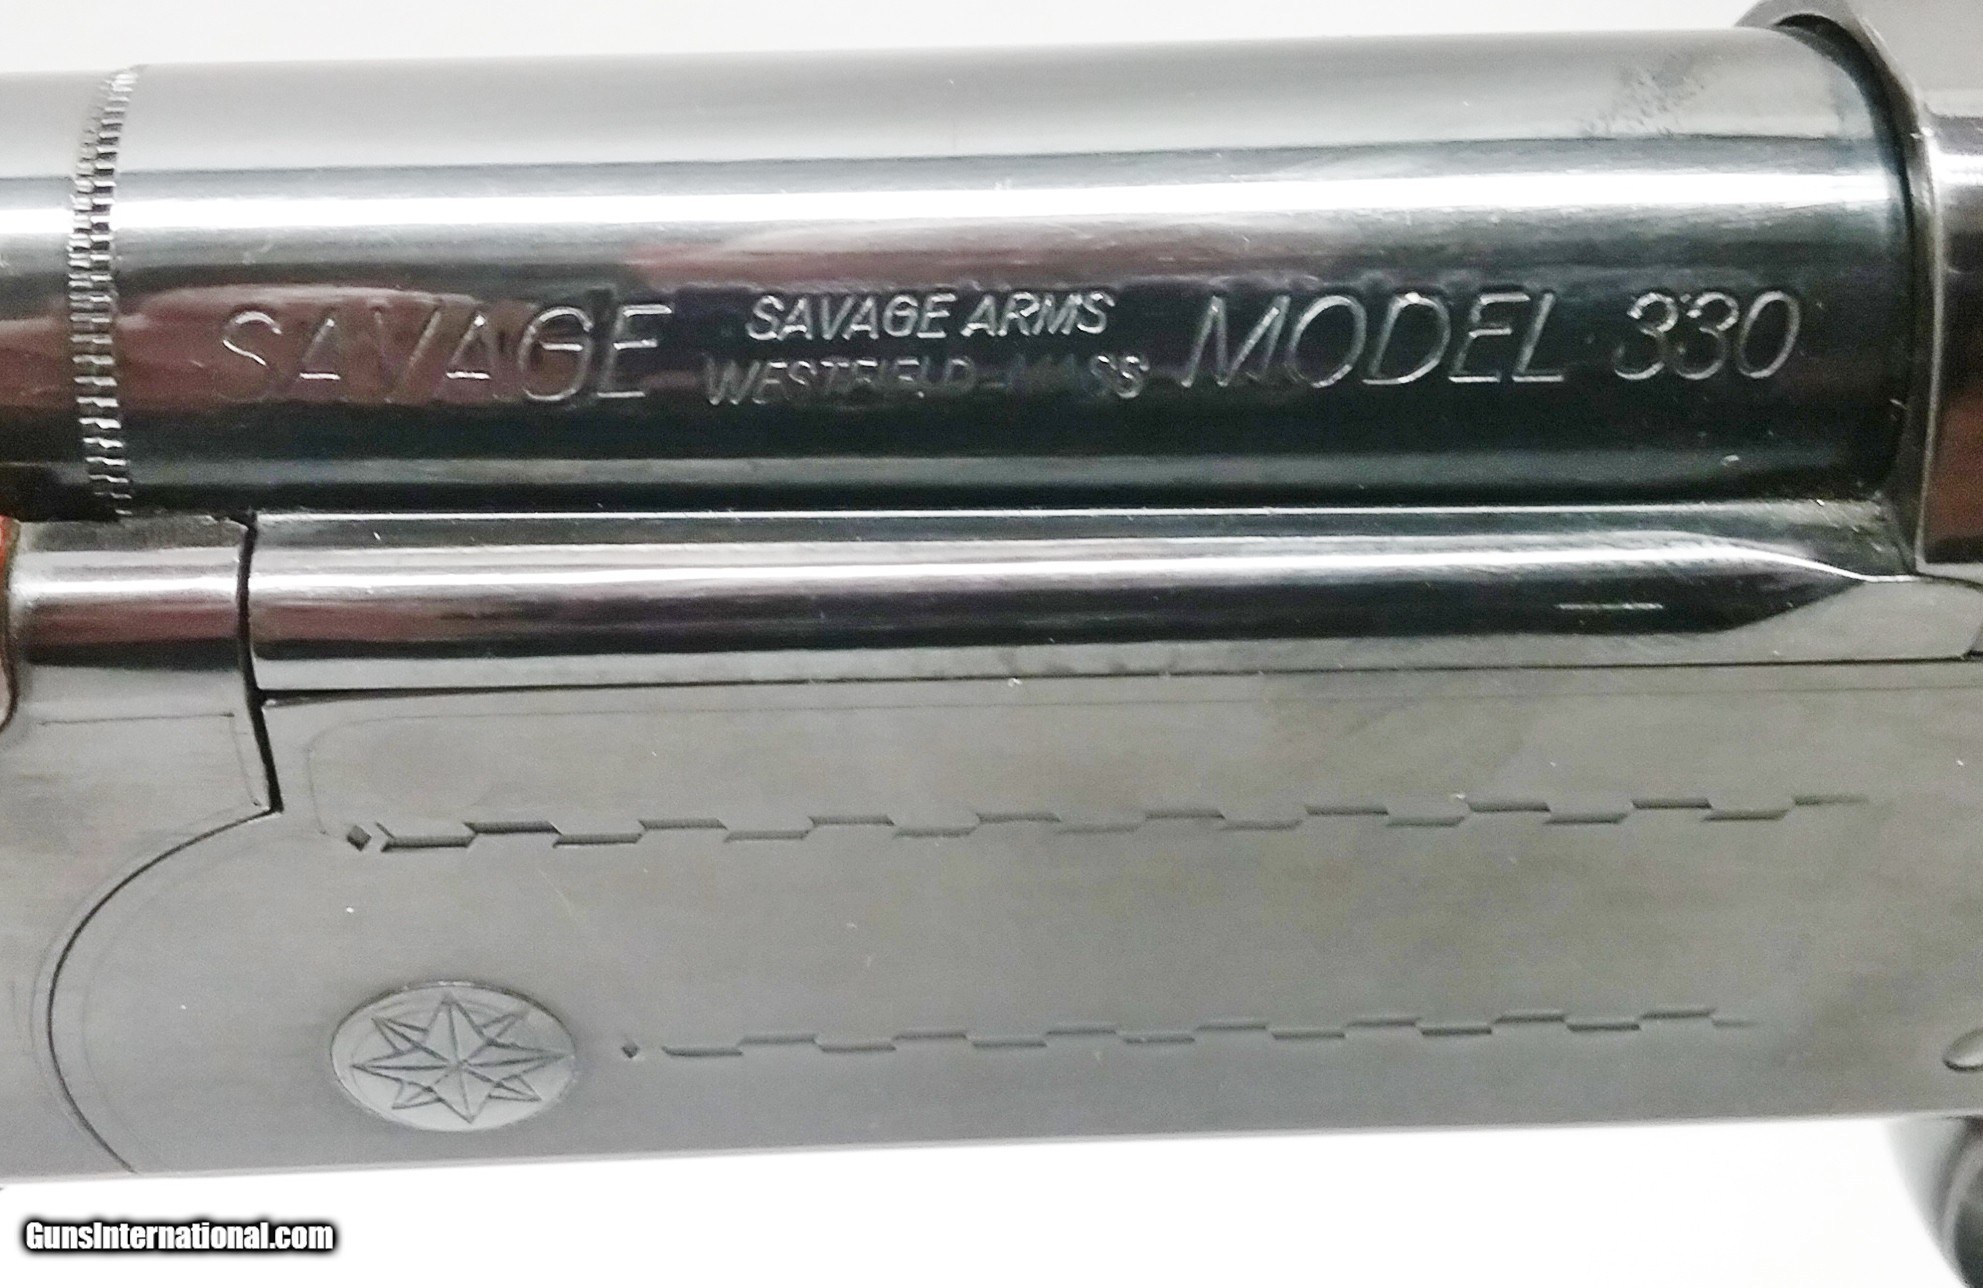 SAVAGE SAVAGE ARMS MODEL 330
WESTFIELD MASS
GunsInternational.com